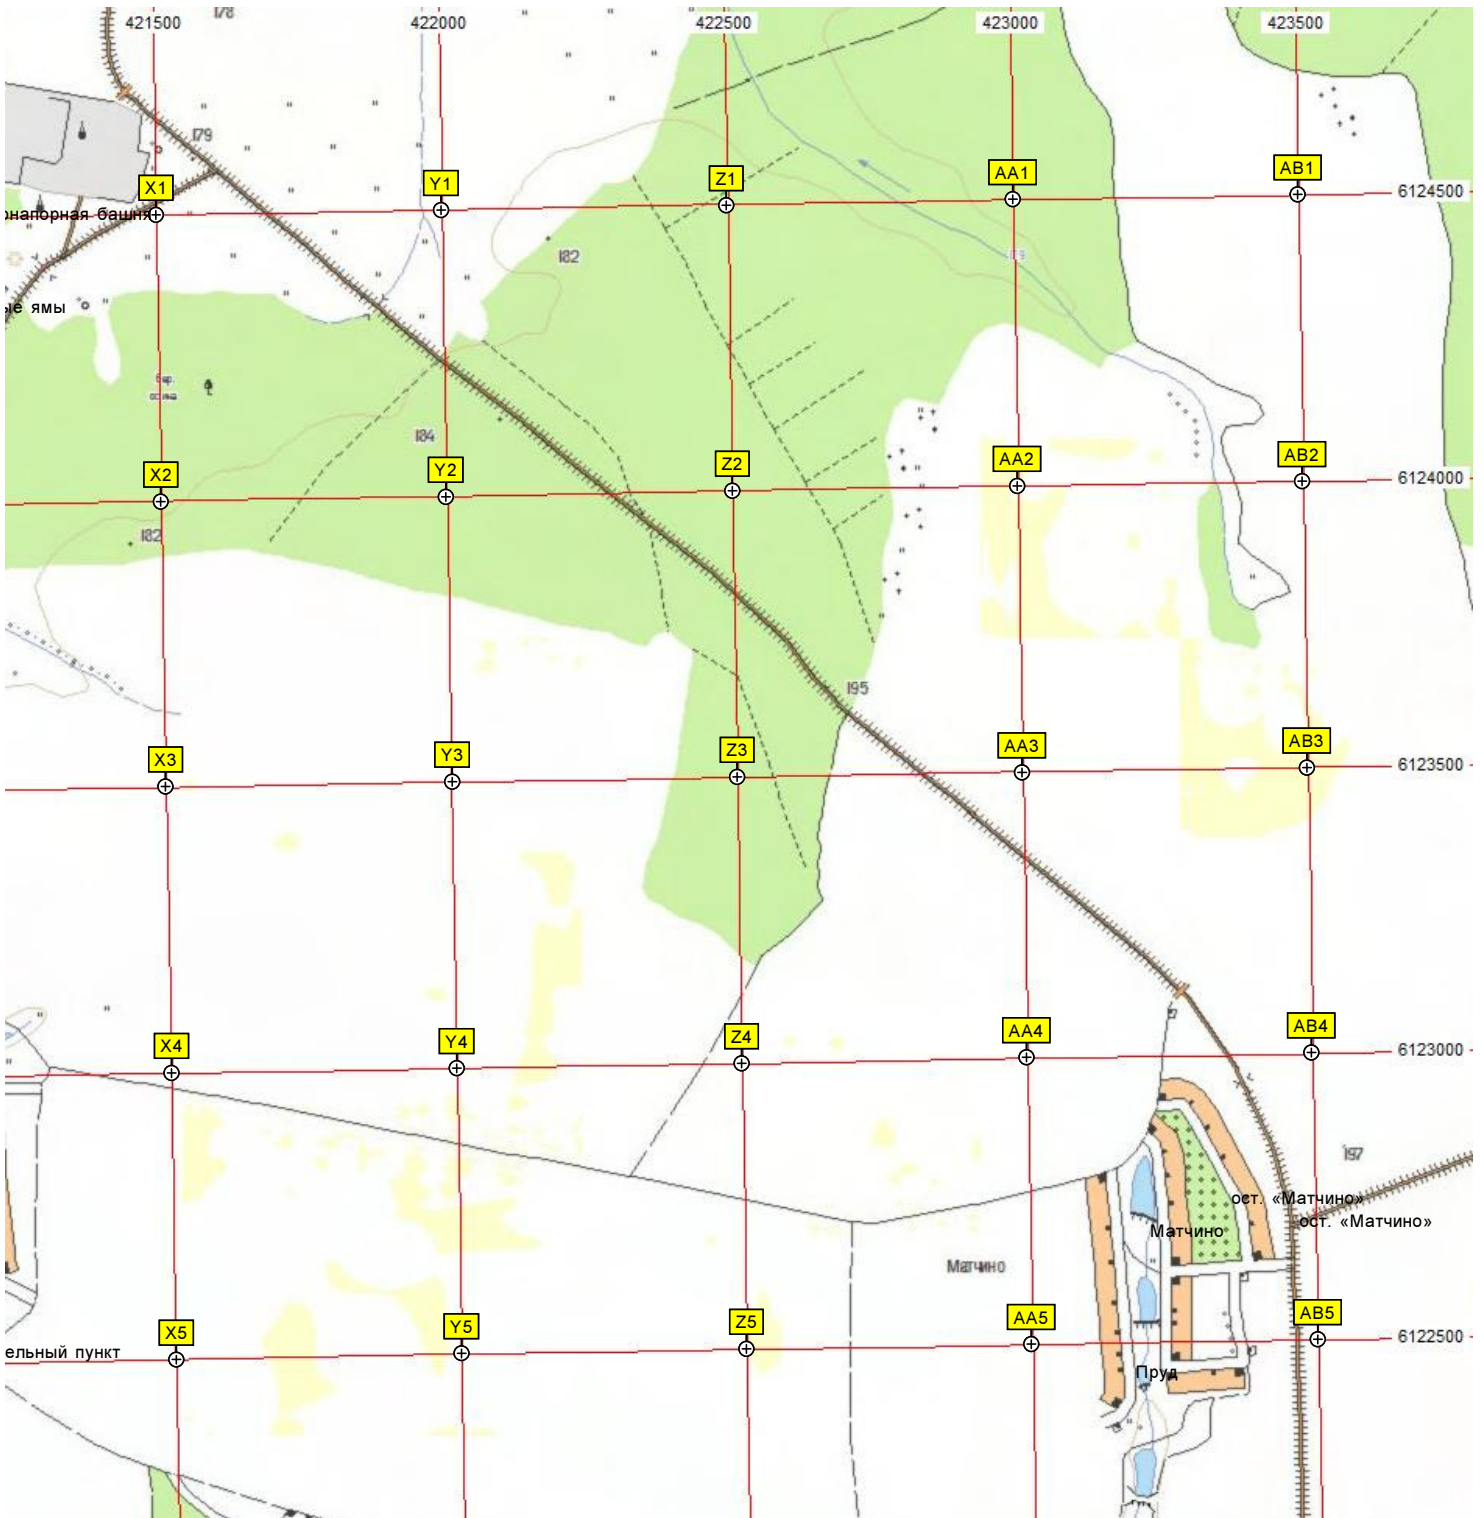 178
421500
422000
422500
423000
423500
179
X1
Y1
Z1
AA1
AB1
6124500
онапорная башня
182
ые ямы
184
X2
Y2
Z2
AA2
AB2
6124000
182
195
X3
Y3
Z3
AA3
AB3
6123500
X4
Y4
Z4
AA4
AB4
6123000
197
ост. «Матчино»
ост. «Матчино»
Матчино
Матчино
X5
Y5
Z5
AA5
AB5
6122500
ельный пункт
Пруд